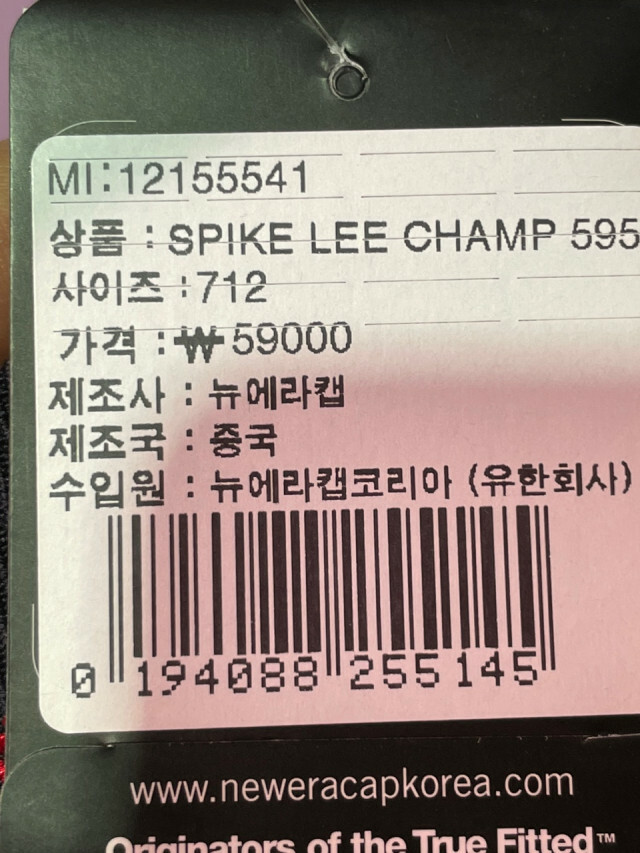 MI:12155541
상품 : SPIKE LEE CHAMP 595
사이즈 :712
가격 :₩59000
제조사 : 뉴에라캡
제조국 : 중국
수입원 : 뉴에라캡코리아 (유한회사)
0 194088 255145
www.neweracapkorea.com
Originators of the True Fitted™